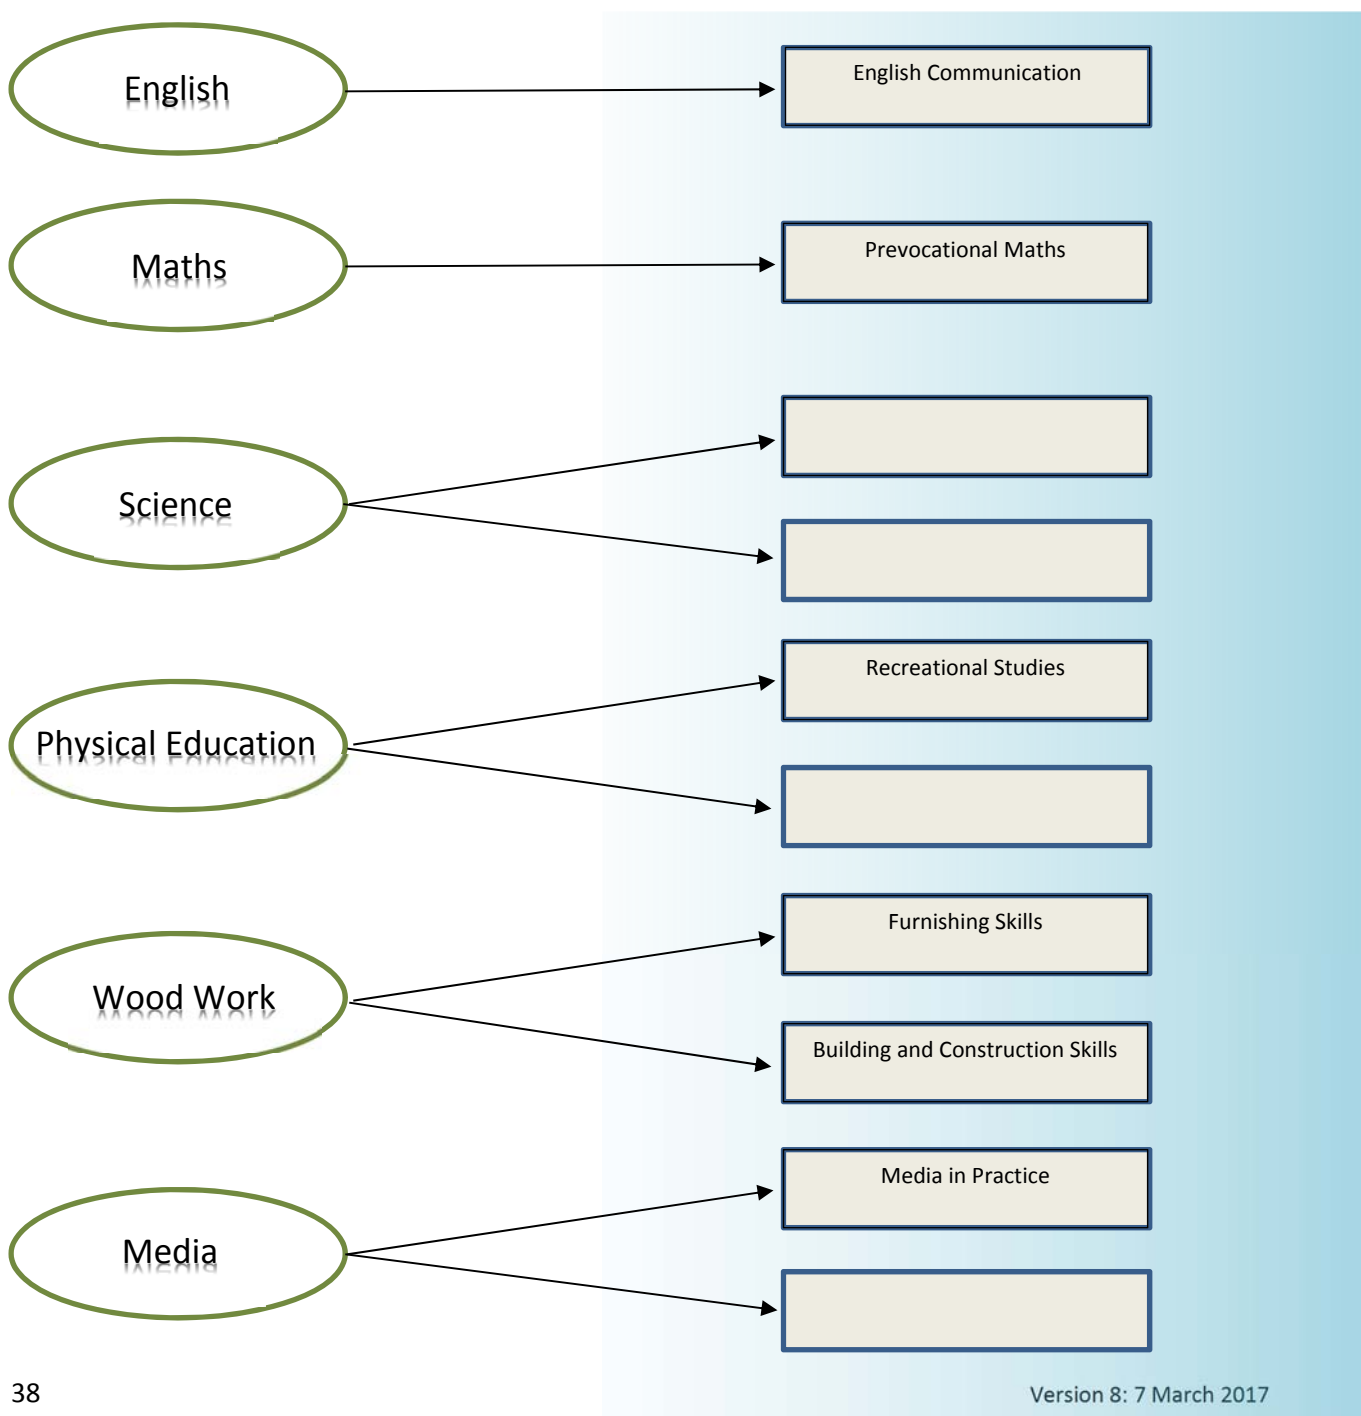 English
English Communication
Maths
Prevocational Maths
Science
Physical Education
Recreational Studies
Wood Work
Furnishing Skills
Building and Construction Skills
Media
Media in Practice
38
Version 8: 7 March 2017